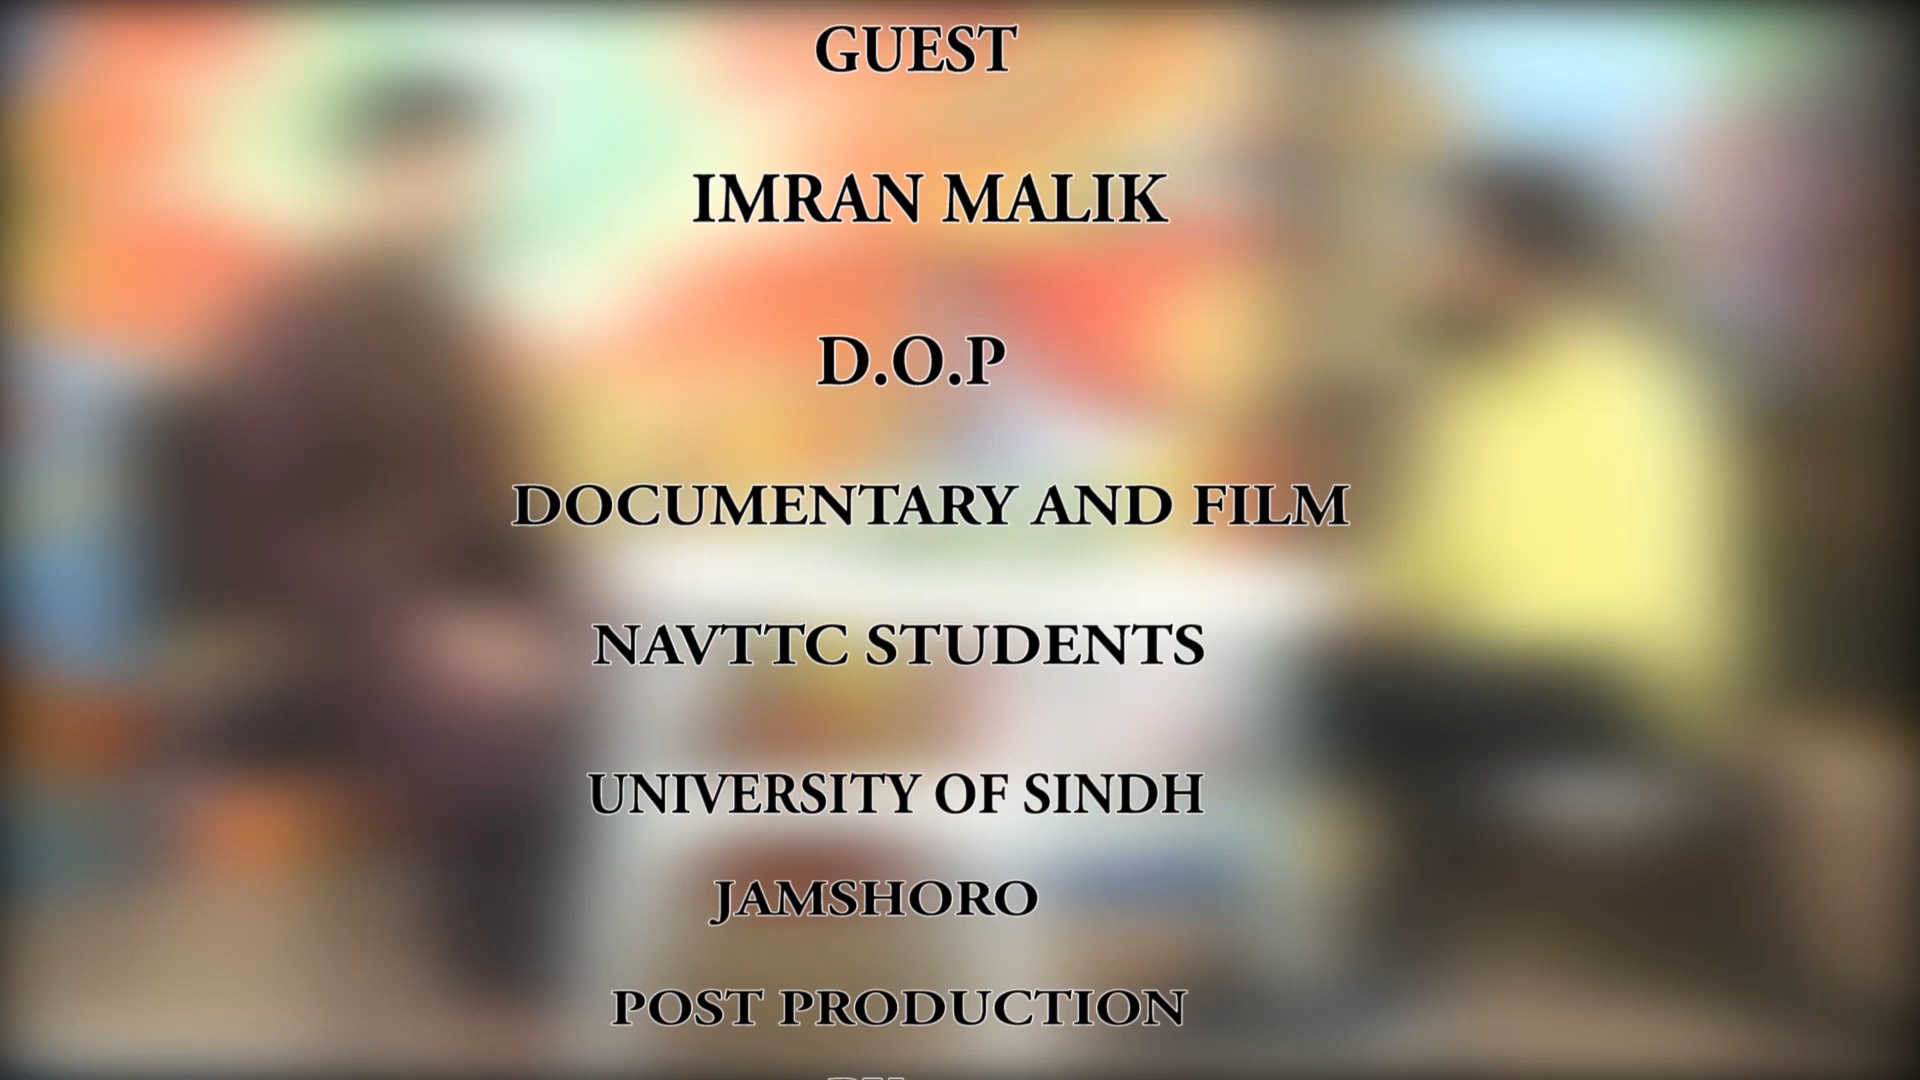 GUEST
IMRAN MALIK
D.O.P
DOCUMENTARY AND FILM
NAVTTC STUDENTS
UNIVERSITY OF SINDH
JAMSHORO
POST PRODUCTION